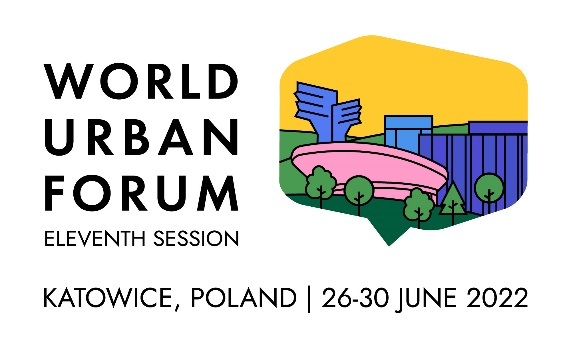 WORLD
URBAN
FORUM
ELEVENTH SESSION
KATOWICE, POLAND | 26-30 JUNE 2022